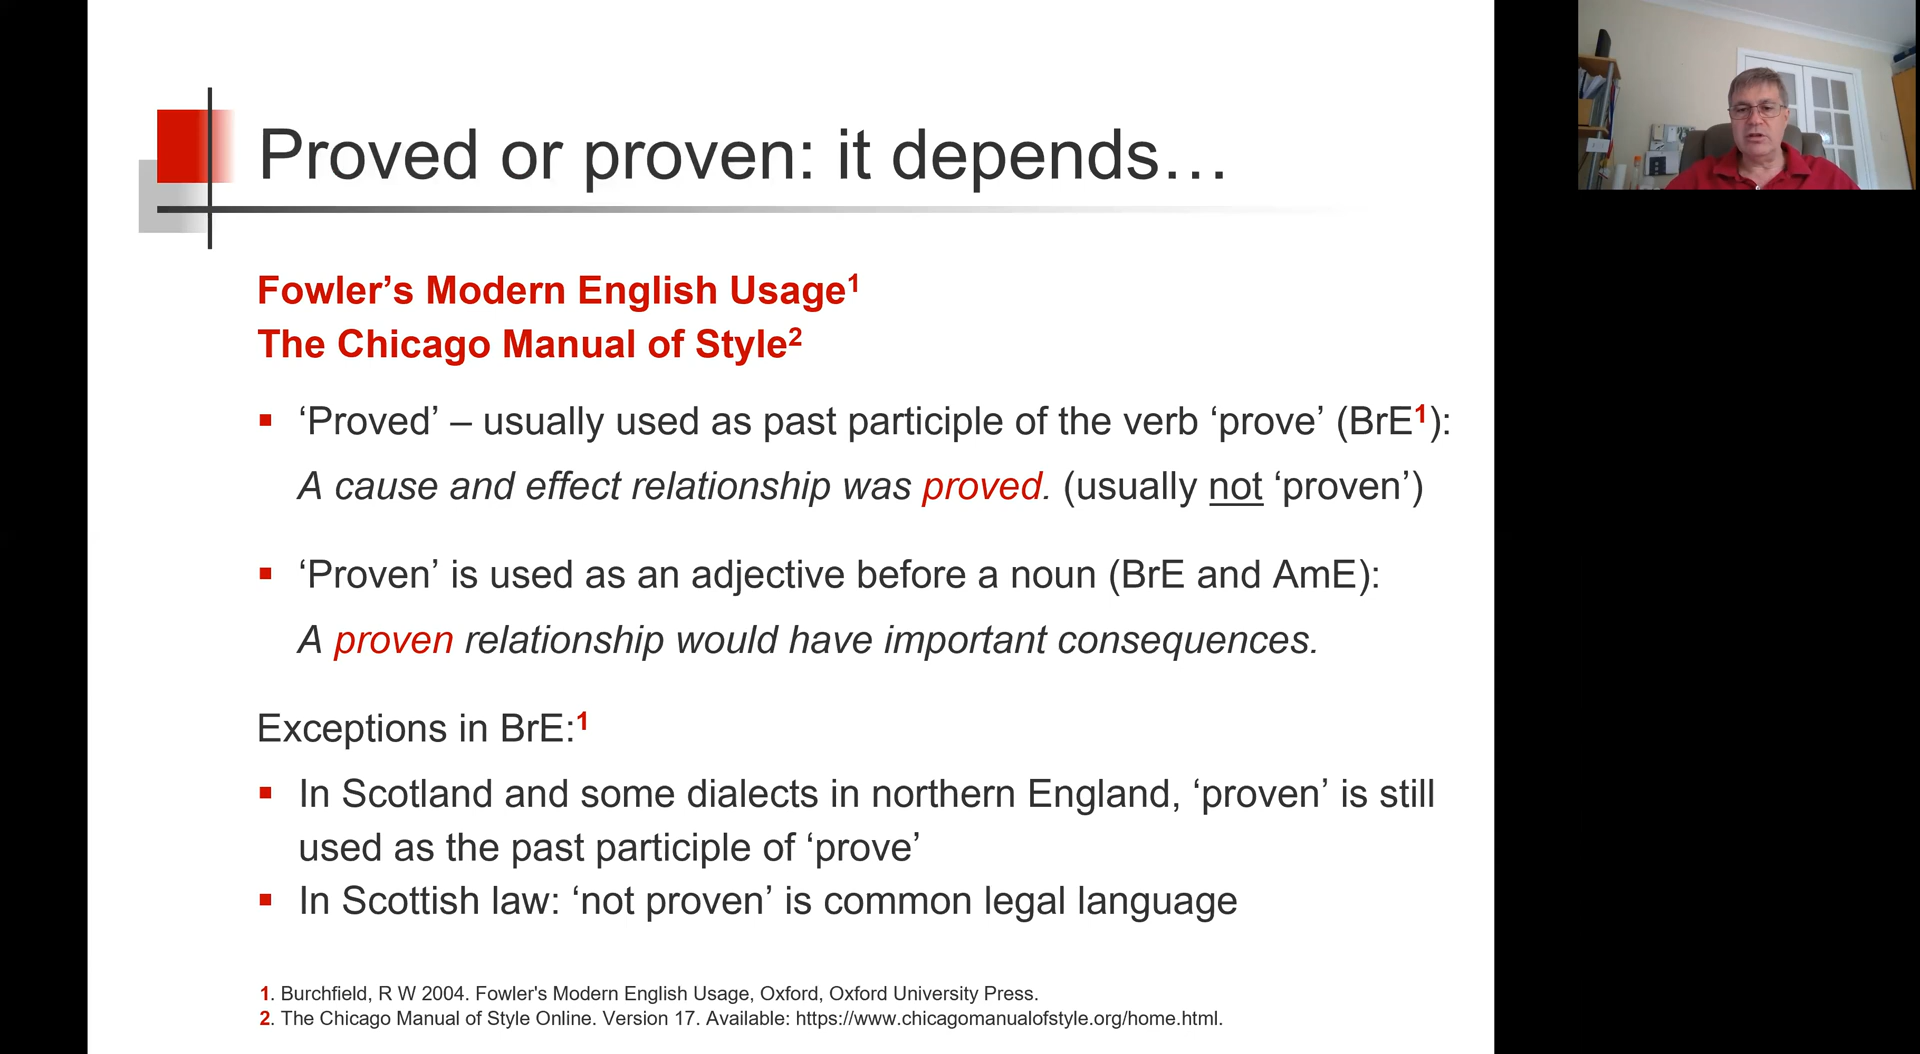 Proved or proven: it depends…
Fowler’s Modern English Usage¹
The Chicago Manual of Style²
▪ ‘Proved’ – usually used as past participle of the verb ‘prove’ (BrE¹):
A cause and effect relationship was proved. (usually not ‘proven’)
▪ ‘Proven’ is used as an adjective before a noun (BrE and AmE):
A proven relationship would have important consequences.
Exceptions in BrE:¹
▪ In Scotland and some dialects in northern England, ‘proven’ is still
used as the past participle of ‘prove’
▪ In Scottish law: ‘not proven’ is common legal language
1. Burchfield, R W 2004. Fowler's Modern English Usage, Oxford, Oxford University Press.
2. The Chicago Manual of Style Online. Version 17. Available: https://www.chicagomanualofstyle.org/home.html.